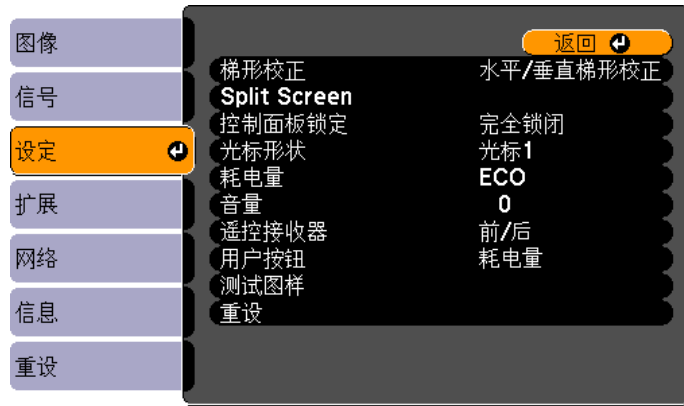 图像
信号
设定
扩展
网络
信息
重设
返回
梯形校正 水平/垂直梯形校正
Split Screen
控制面板锁定 完全锁闭
光标形状 光标1
耗电量 ECO
音量 0
遥控接收器 前/后
用户按钮 耗电量
测试图样
重设